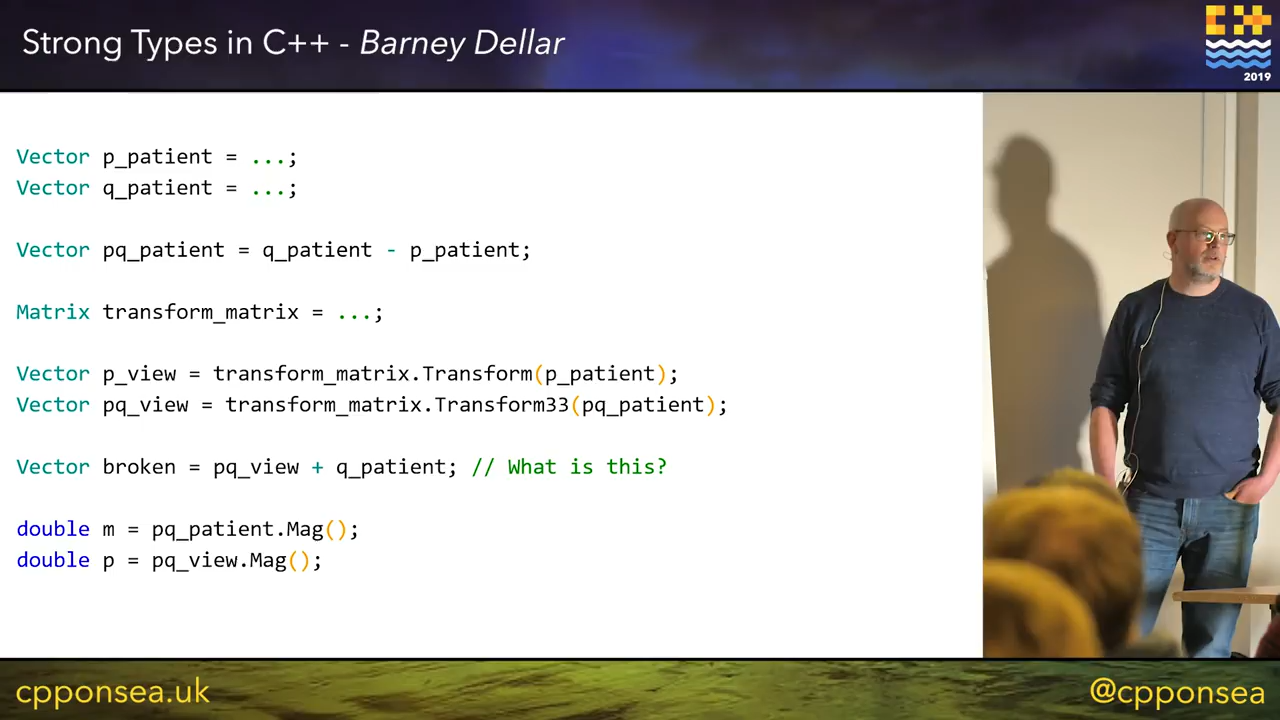 Strong Types in C++ - Barney Dellar
2019
Vector p_patient = ...;
Vector q_patient = ...;
Vector pq_patient = q_patient - p_patient;
Matrix transform_matrix = ...;
Vector p_view = transform_matrix.Transform(p_patient);
Vector pq_view = transform_matrix.Transform33(pq_patient);
Vector broken = pq_view + q_patient; // What is this?
double m = pq_patient.Mag();
double p = pq_view.Mag();
cpponsea.uk
@cpponsea